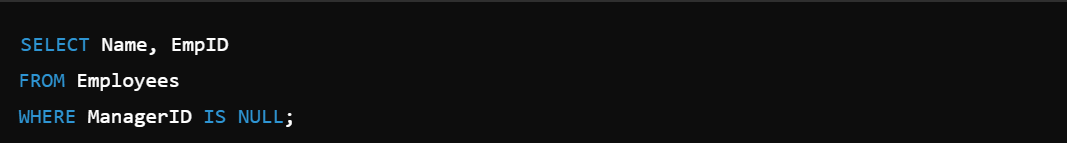 SELECT Name, EmpID
FROM Employees
WHERE ManagerID IS NULL;